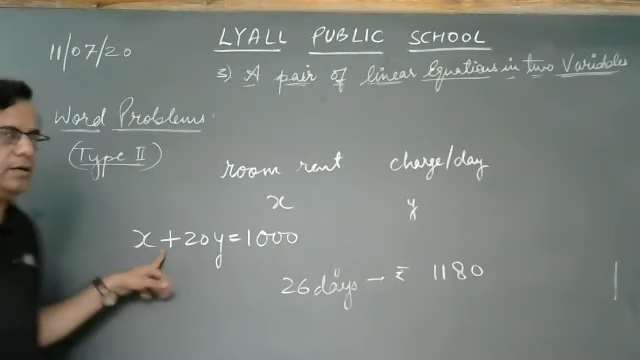 11/07/20
LYALL PUBLIC SCHOOL
3) A pair of linear Equations in two Variables
Word Problems:
(Type II)
room rent charge/day
x y
x+20y=1000
26 days - ₹ 1180